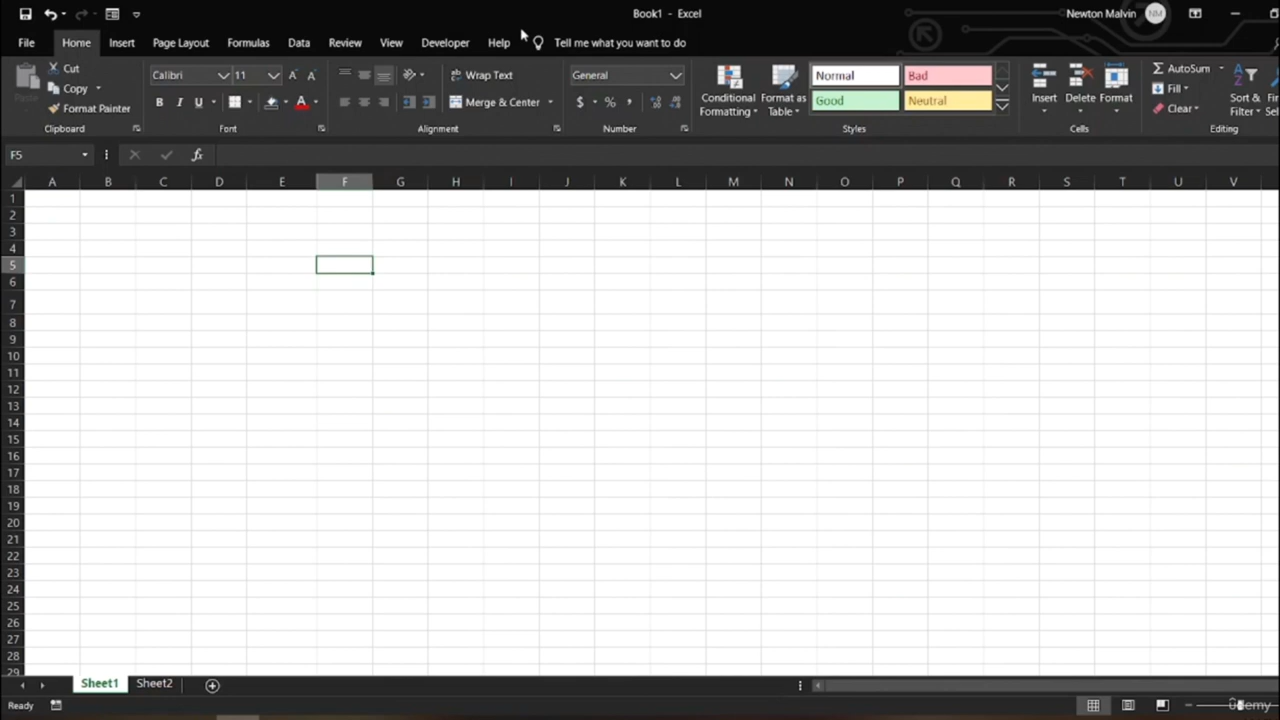 Book1 - Excel
Newton Malvin NM
File Home Insert Page Layout Formulas Data Review View Developer Help Tell me what you want to do
Paste
Cut
Copy
Format Painter
Clipboard
Calibri 11
B I U
Font
Wrap Text
Merge & Center
Alignment
General
$ % ,
Number
Conditional Formatting
Format as Table
Normal Bad
Good Neutral
Styles
Insert Delete Format
Cells
AutoSum
Fill
Clear
Sort &
Filter
Editing
F5 fx
A B C D E F G H I J K L M N O P Q R S T U V
1
2
3
4
5
6
7
8
9
10
11
12
13
14
15
16
17
18
19
20
21
22
23
24
25
26
27
28
29
Sheet1 Sheet2
Ready
ûdemy